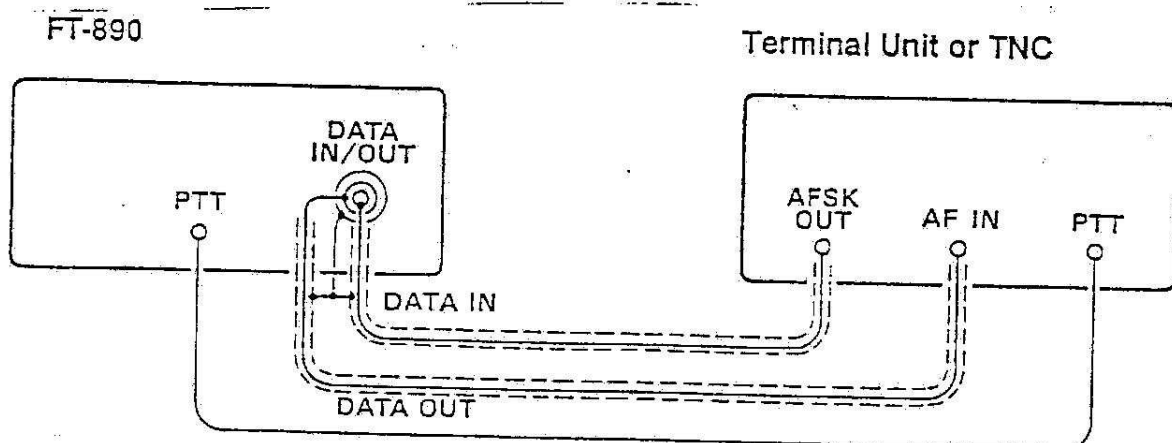 FT-890
Terminal Unit or TNC
DATA
IN/OUT
PTT
AFSK
OUT
AF IN
PTT
DATA IN
DATA OUT